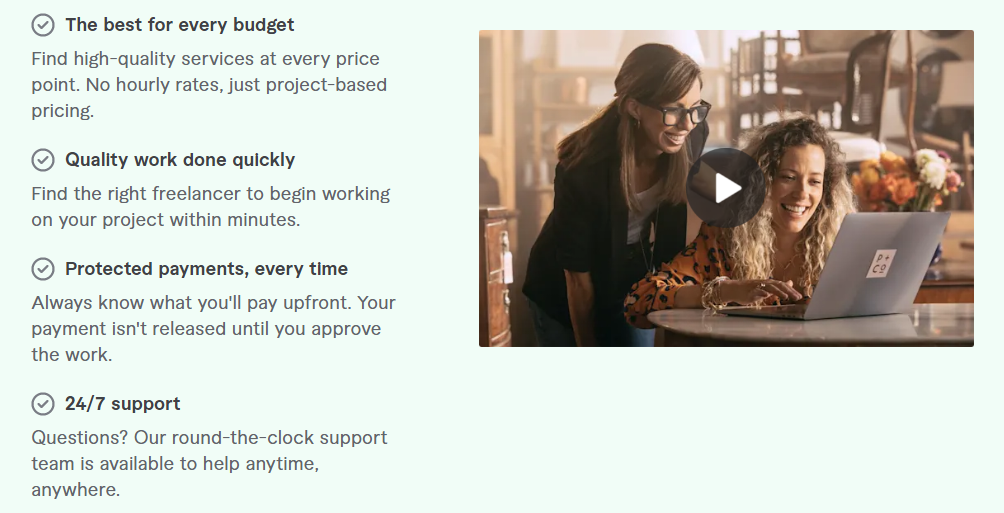 The best for every budget
Find high-quality services at every price
point. No hourly rates, just project-based
pricing.
Quality work done quickly
Find the right freelancer to begin working
on your project within minutes.
Protected payments, every time
Always know what you'll pay upfront. Your
payment isn't released until you approve
the work.
24/7 support
Questions? Our round-the-clock support
team is available to help anytime,
anywhere.
P+
CO